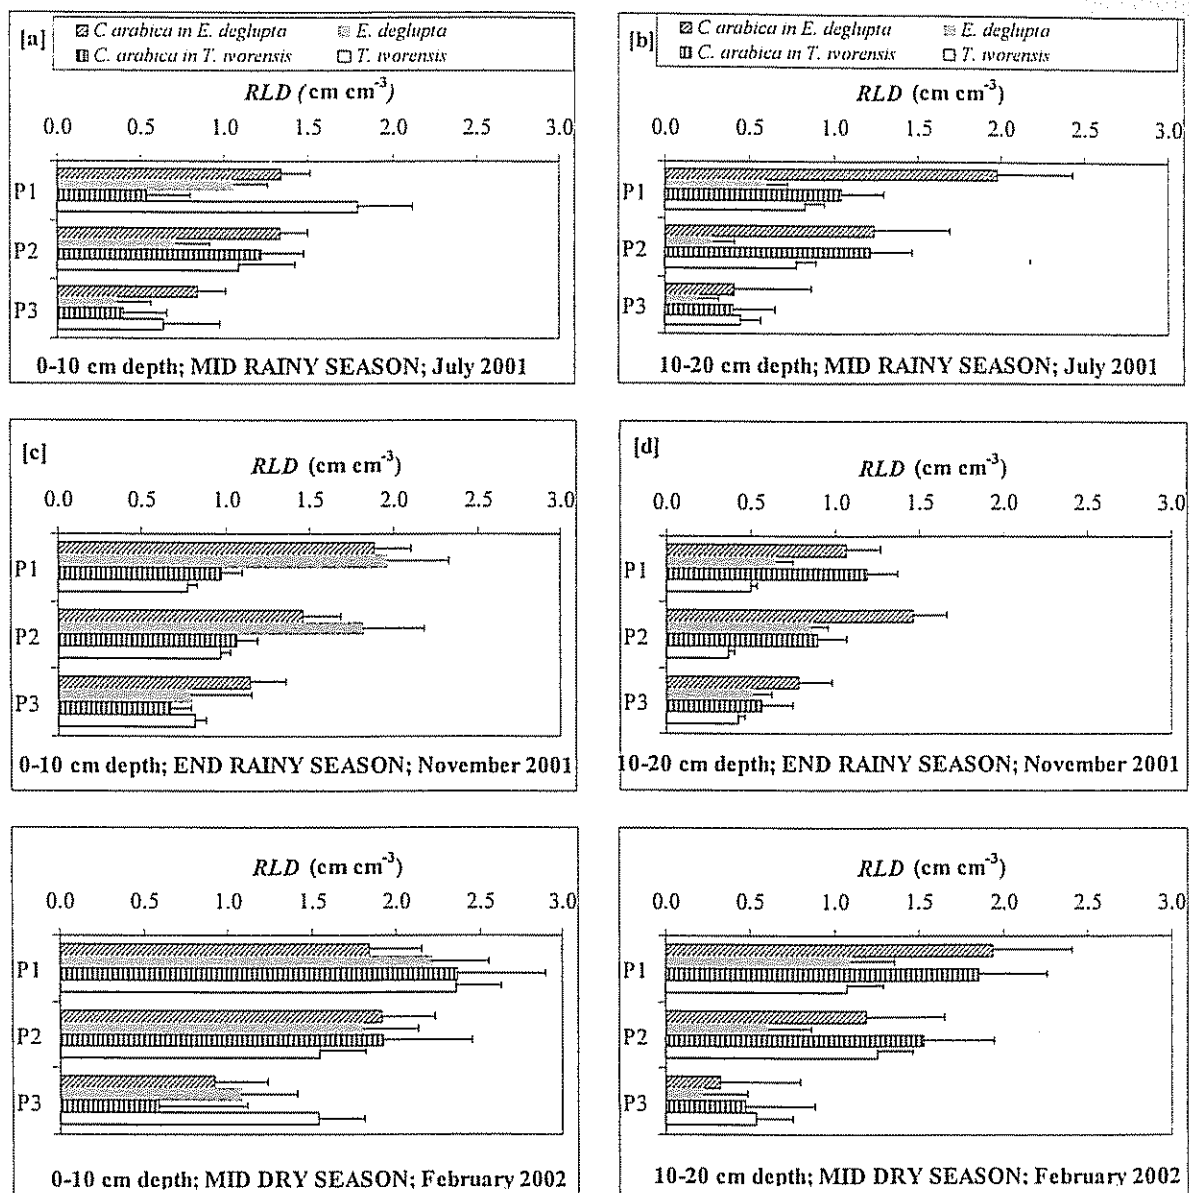 [a]
C arabica in E. deglupta E. deglupta
C. arabica in T. ivorensis T. ivorensis
RLD (cm cm-3)
0.0 0.5 1.0 1.5 2.0 2.5 3.0
P1
P2
P3
0-10 cm depth; MID RAINY SEASON; July 2001
[b]
C arabica in E. deglupta E. deglupta
C. arabica in T. ivorensis T. ivorensis
RLD (cm cm-3)
0.0 0.5 1.0 1.5 2.0 2.5 3.0
P1
P2
P3
10-20 cm depth; MID RAINY SEASON; July 2001
[c]
RLD (cm cm-3)
0.0 0.5 1.0 1.5 2.0 2.5 3.0
P1
P2
P3
0-10 cm depth; END RAINY SEASON; November 2001
[d]
RLD (cm cm-3)
0.0 0.5 1.0 1.5 2.0 2.5 3.0
P1
P2
P3
10-20 cm depth; END RAINY SEASON; November 2001
RLD (cm cm-3)
0.0 0.5 1.0 1.5 2.0 2.5 3.0
P1
P2
P3
0-10 cm depth; MID DRY SEASON; February 2002
RLD (cm cm-3)
0.0 0.5 1.0 1.5 2.0 2.5 3.0
P1
P2
P3
10-20 cm depth; MID DRY SEASON; February 2002